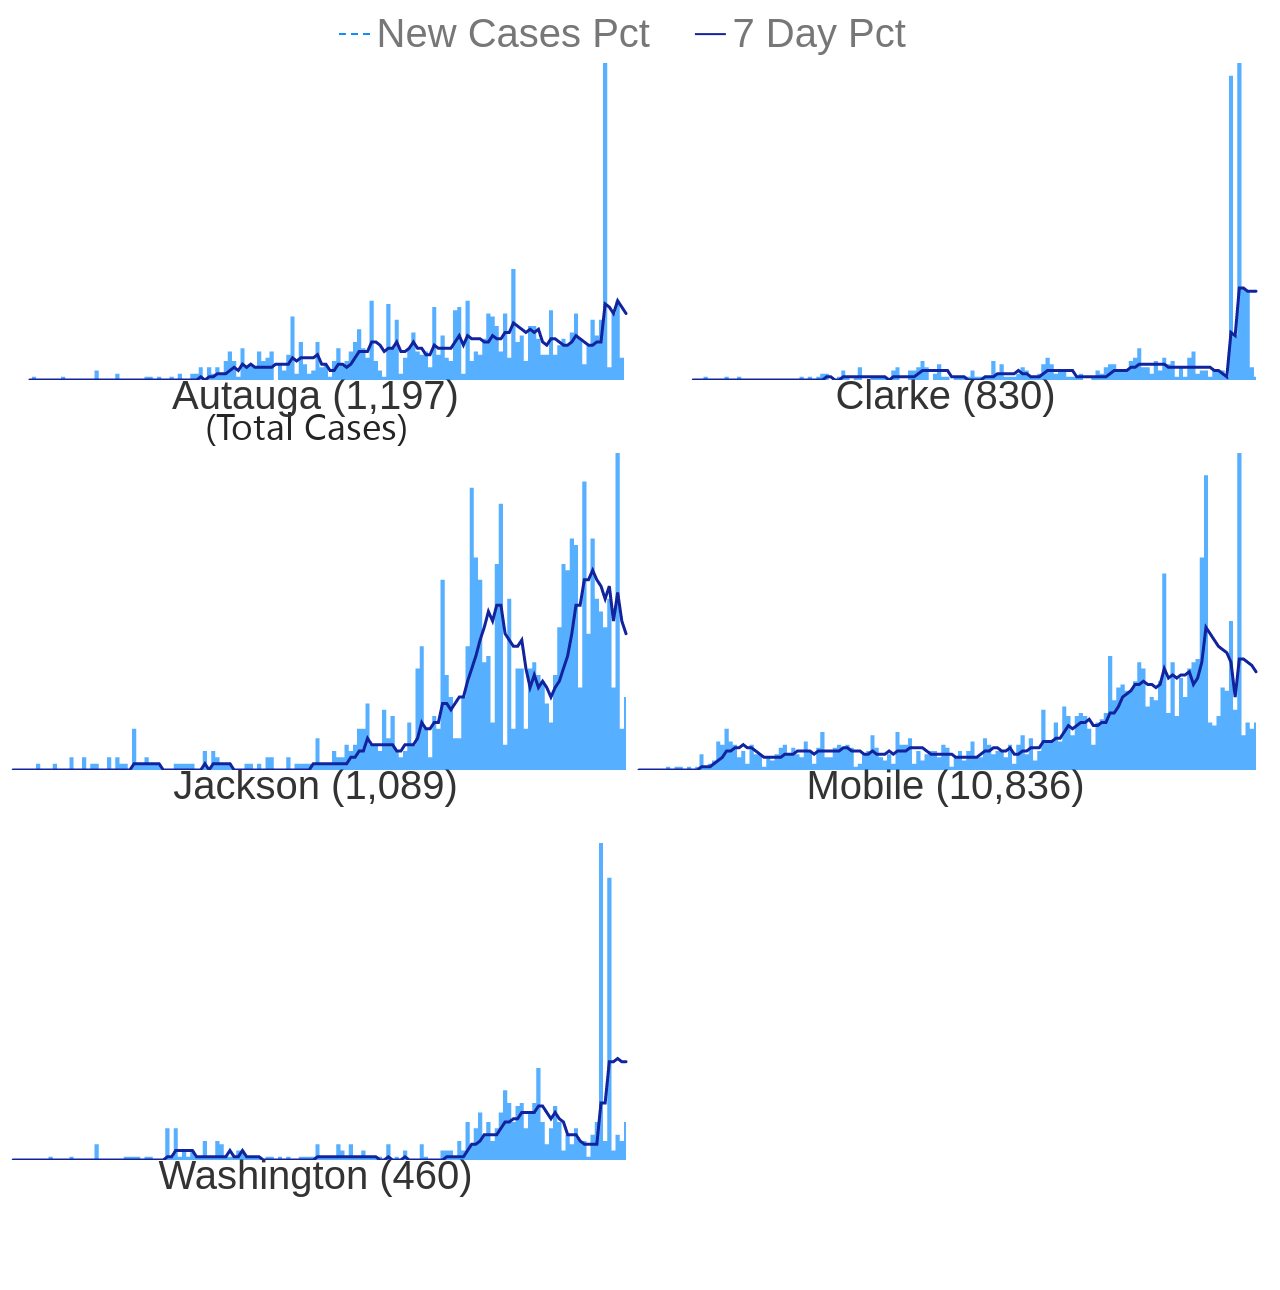 New Cases Pct 7 Day Pct
Autauga (1,197) Clarke (830)
(Total Cases)
Jackson (1,089) Mobile (10,836)
Washington (460)